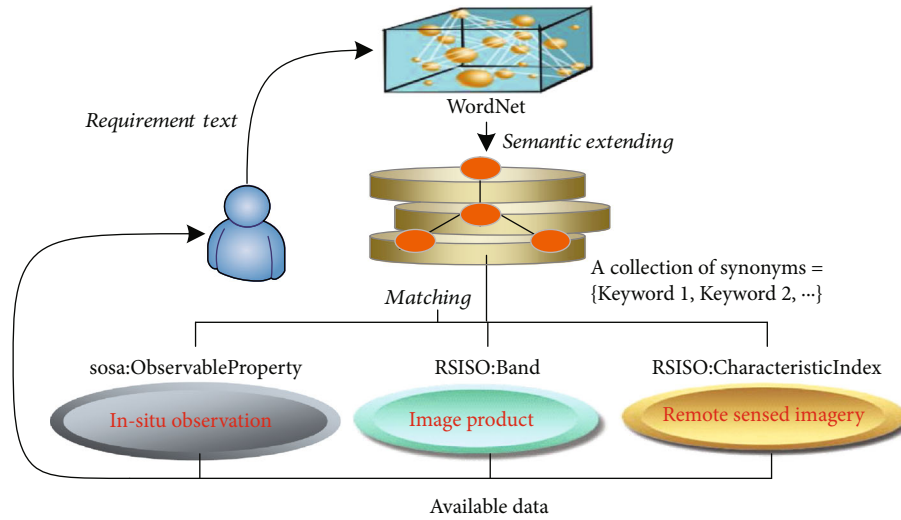 WordNet
Requirement text
Semantic extending
A collection of synonyms =
{Keyword 1, Keyword 2, ···}
Matching
sosa:ObservableProperty
RSISO:Band
RSISO:CharacteristicIndex
In-situ observation
Image product
Remote sensed imagery
Available data